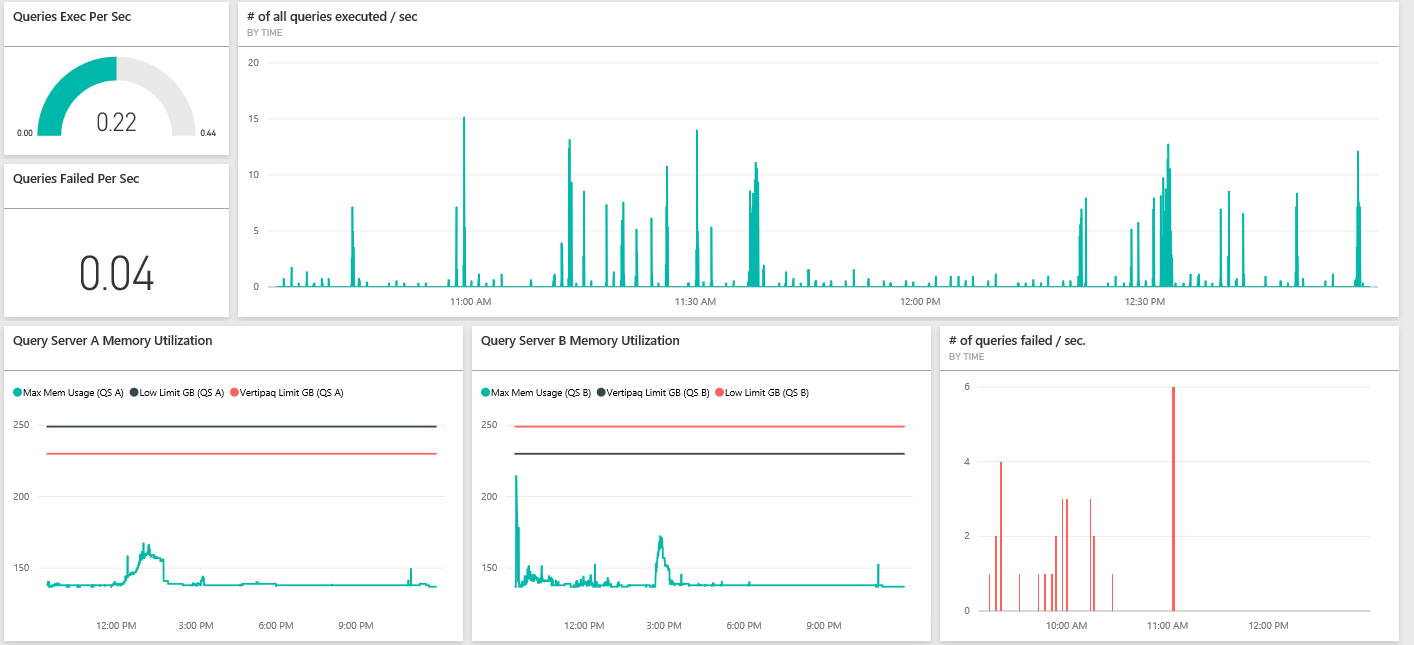 Queries Exec Per Sec
0.00
0.22
0.44
Queries Failed Per Sec
0.04
# of all queries executed / sec
BY TIME
20
15
10
5
0
11:00 AM 11:30 AM 12:00 PM 12:30 PM
Query Server A Memory Utilization
Max Mem Usage (QS A) Low Limit GB (QS A) Vertipaq Limit GB (QS A)
250
200
150
12:00 PM 3:00 PM 6:00 PM 9:00 PM
Query Server B Memory Utilization
Max Mem Usage (QS B) Vertipaq Limit GB (QS B) Low Limit GB (QS B)
250
200
150
12:00 PM 3:00 PM 6:00 PM 9:00 PM
# of queries failed / sec.
BY TIME
6
4
2
0
10:00 AM 11:00 AM 12:00 PM